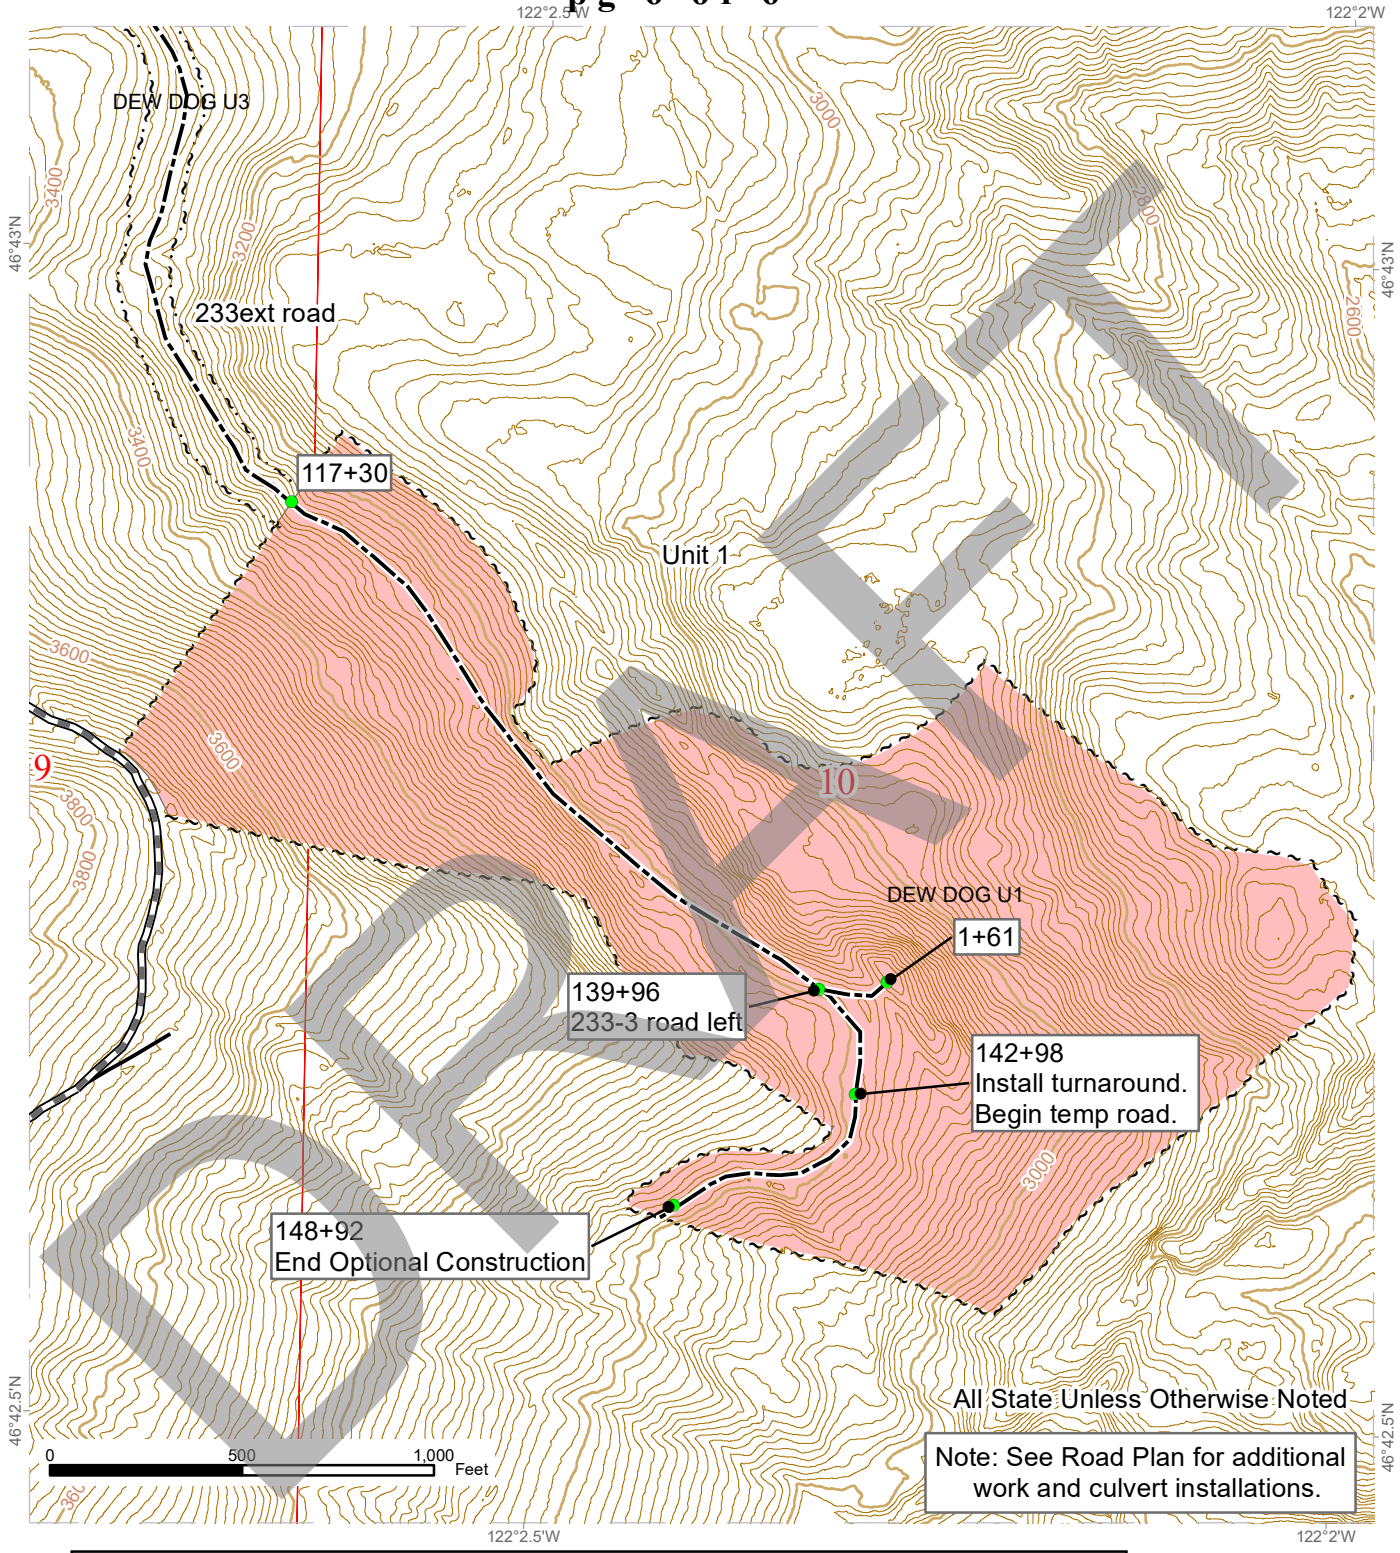 122°2.5'W
122°2'W
DEW DOG U3
3000
3400
2800
3200
46°43'N
46°43'N
233ext road
2600
3400
117+30
Unit 1
3600
3600
9
10
3800
3800
DEW DOG U1
1+61
139+96
233-3 road left
142+98
Install turnaround.
Begin temp road.
3000
148+92
End Optional Construction
DRAFT
All State Unless Otherwise Noted
46°42.5'N
46°42.5'N
0 500 1,000
Feet
Note: See Road Plan for additional
work and culvert installations.
122°2.5'W
122°2'W